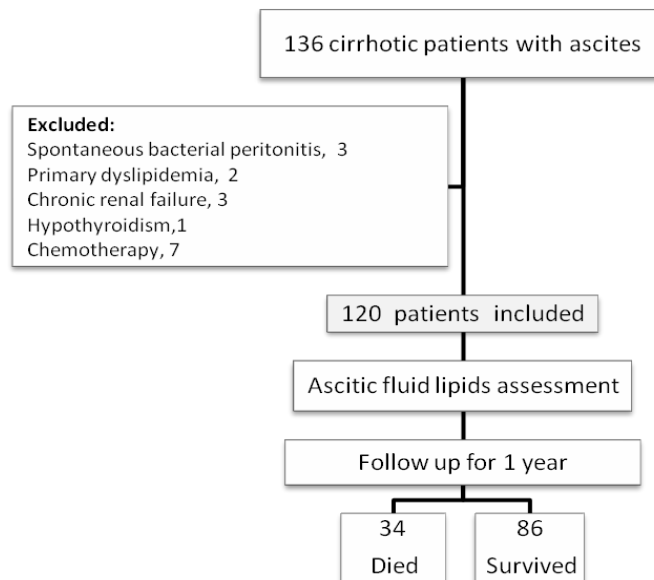 136 cirrhotic patients with ascites
Excluded:
Spontaneous bacterial peritonitis, 3
Primary dyslipidemia, 2
Chronic renal failure, 3
Hypothyroidism,1
Chemotherapy, 7
120 patients included
Ascitic fluid lipids assessment
Follow up for 1 year
34
Died
86
Survived